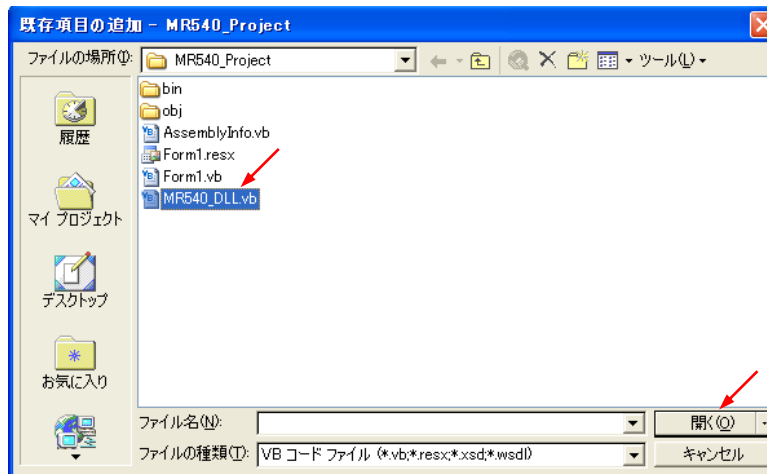 既存項目の追加 - MR540_Project
ファイルの場所(I): MR540_Project ツール(L)
bin
obj
AssemblyInfo.vb
Form1.resx
Form1.vb
MR540_DLL.vb
履歴
マイ プロジェクト
デスクトップ
お気に入り
ファイル名(N): 開く(O)
ファイルの種類(T): VB コード ファイル (*.vb;*.resx;*.xsd;*.wsdl) キャンセル